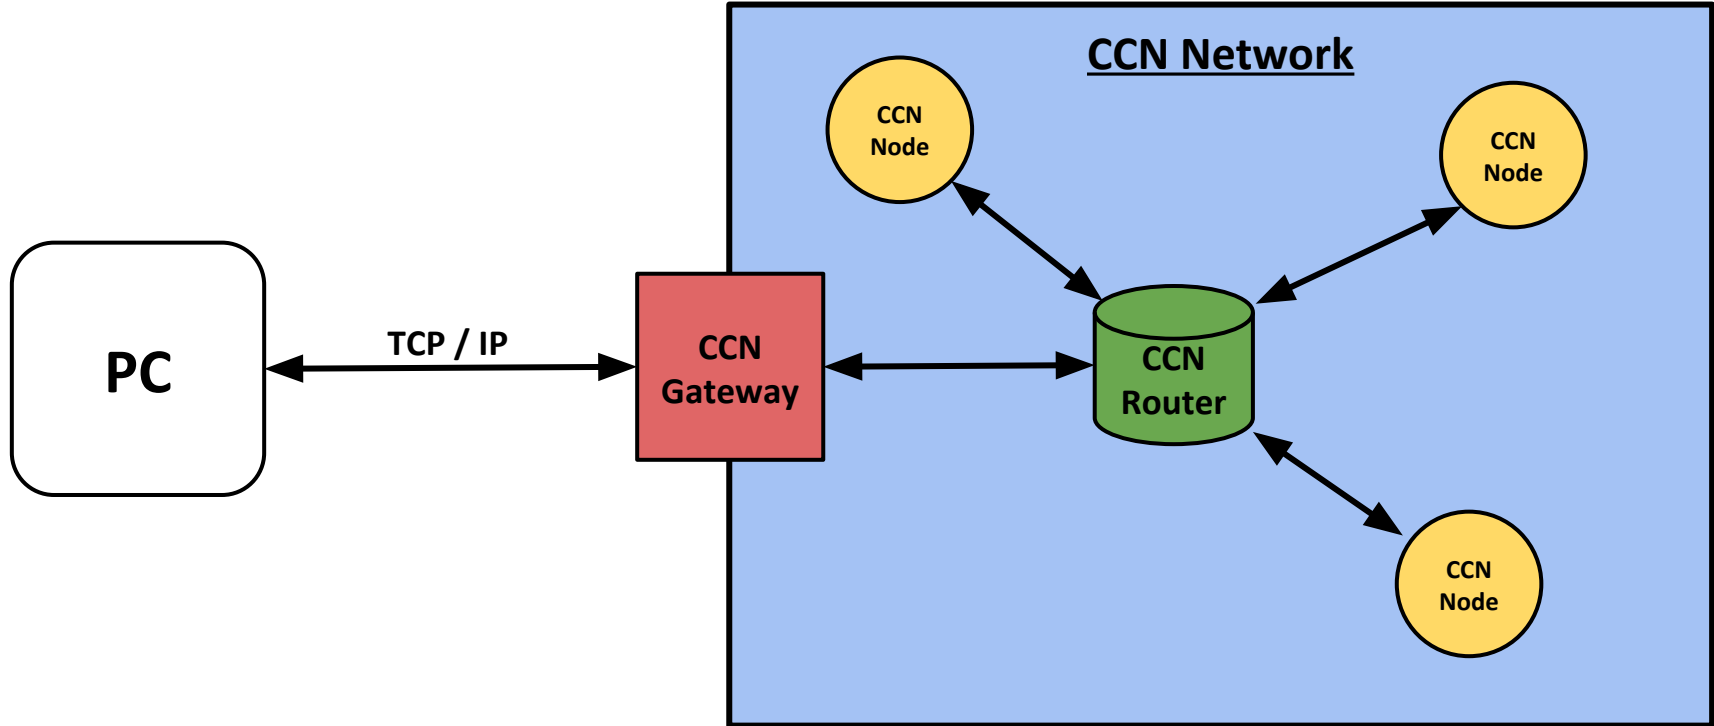 CCN Network
CCN
Node
CCN
Node
PC
TCP / IP
CCN
Gateway
CCN
Router
CCN
Node